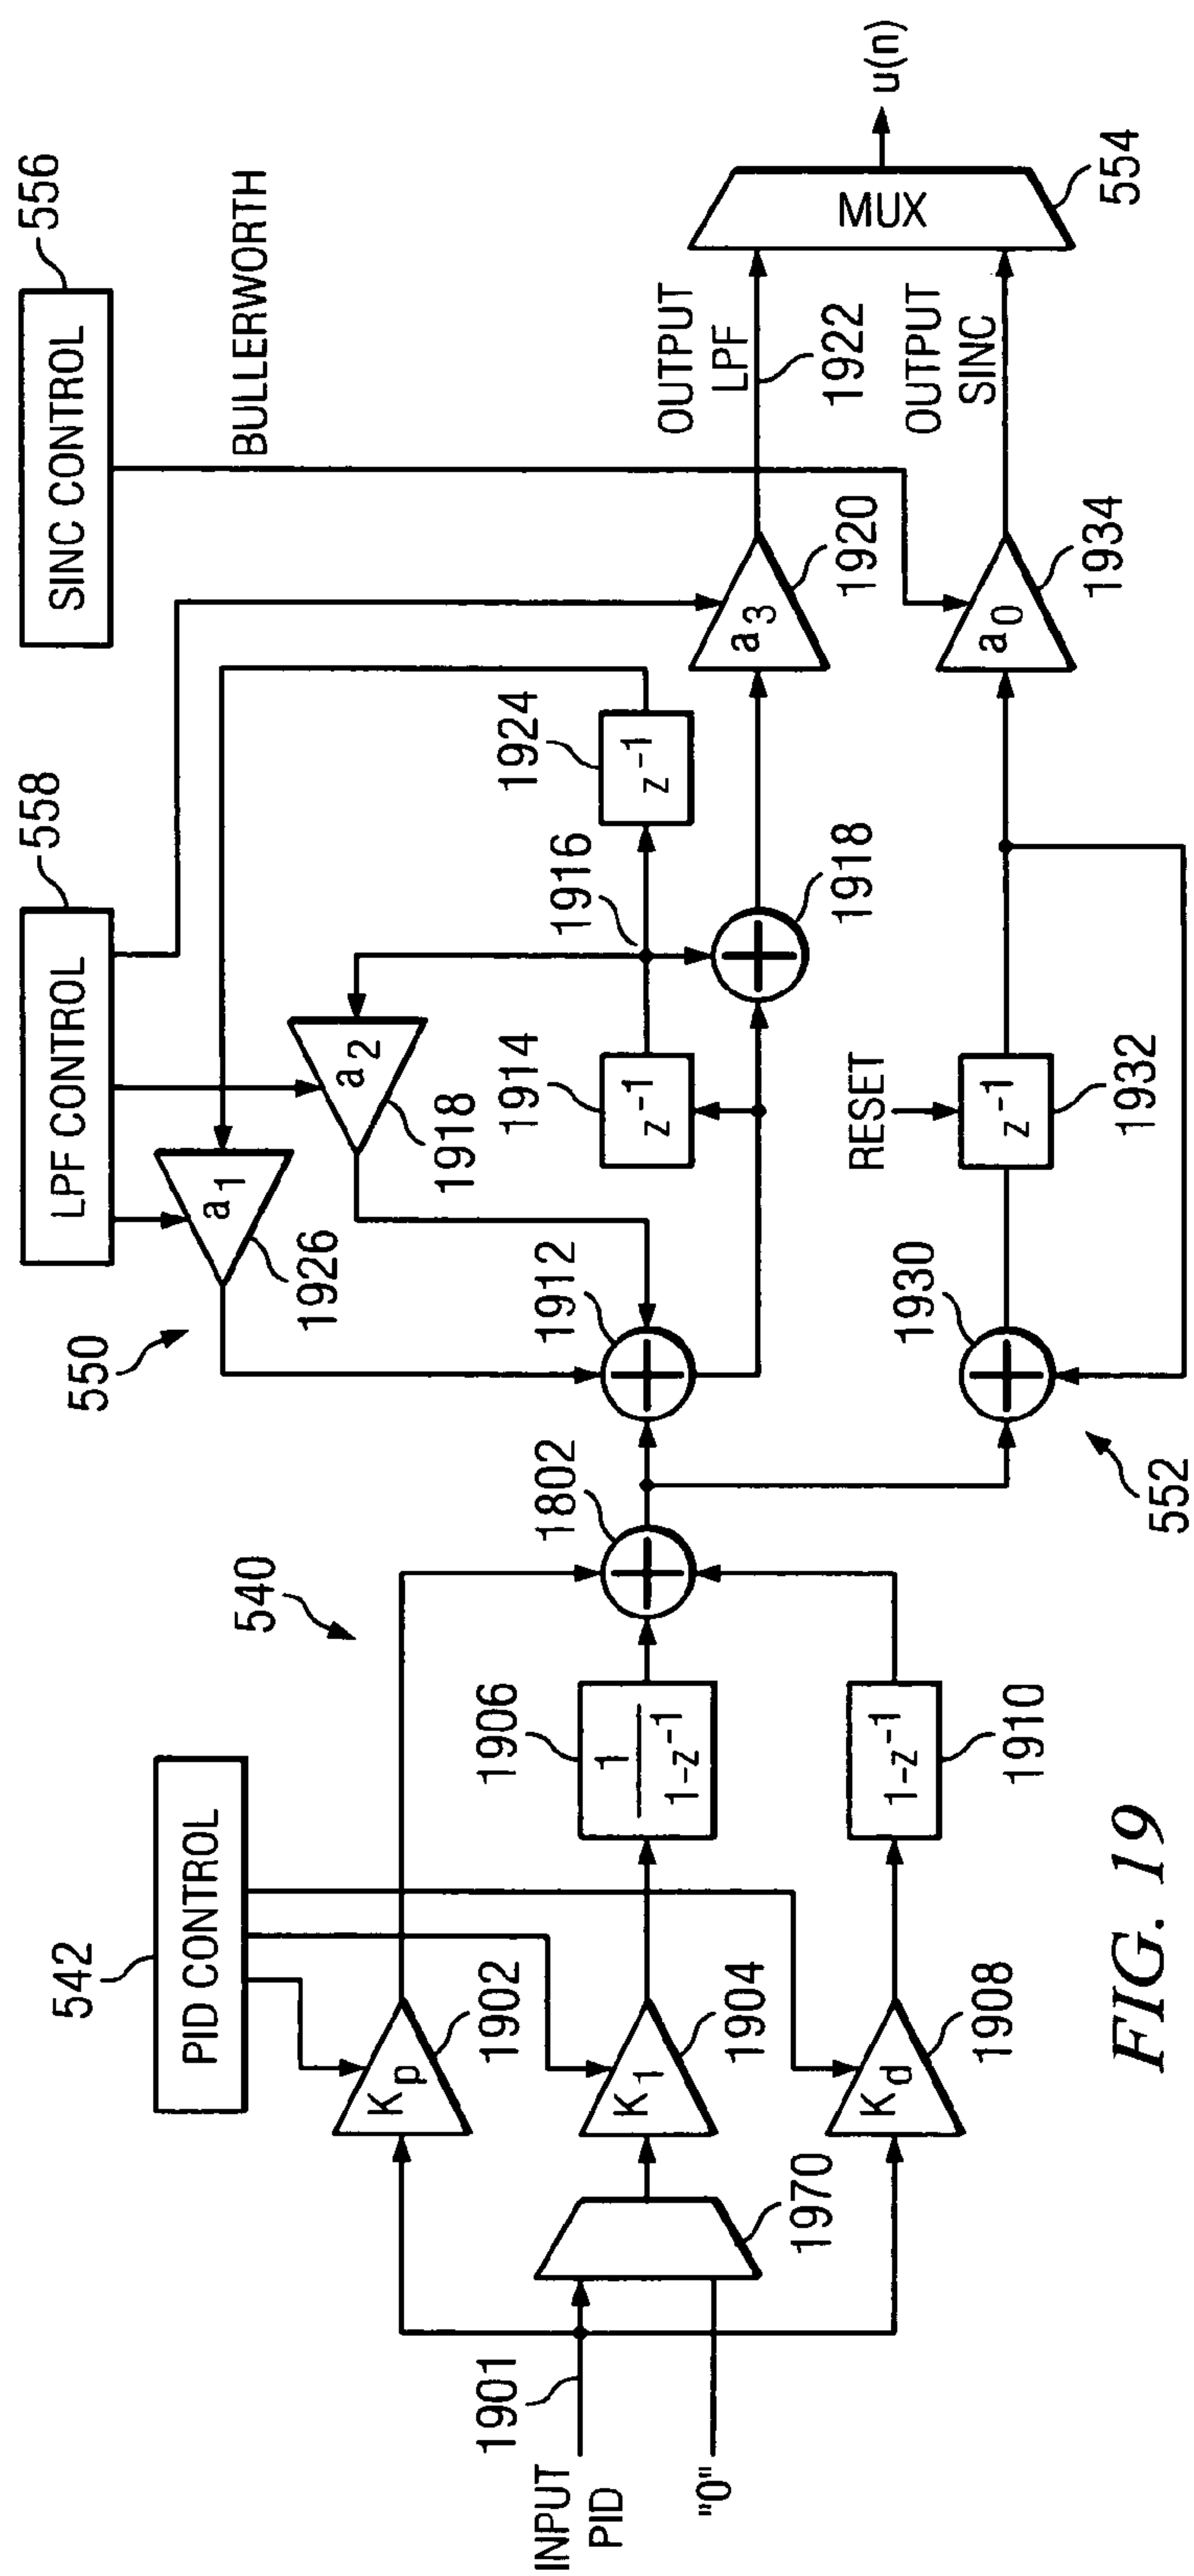 556
SINC CONTROL
BULLERWORTH
558
LPF CONTROL
542
PID CONTROL
540
550
a1
1926
a2
1918
1924
z⁻¹
1916
1914
z⁻¹
1912
1802
1918
a3
1920
OUTPUT
LPF
1922
MUX
554
u(n)
OUTPUT
SINC
a0
1934
RESET
z⁻¹
1932
1930
552
Kp
1902
K1
1904
Kd
1908
1906
1
1-z⁻¹
1-z⁻¹
1910
1970
1901
INPUT
PID
"0"
FIG. 19